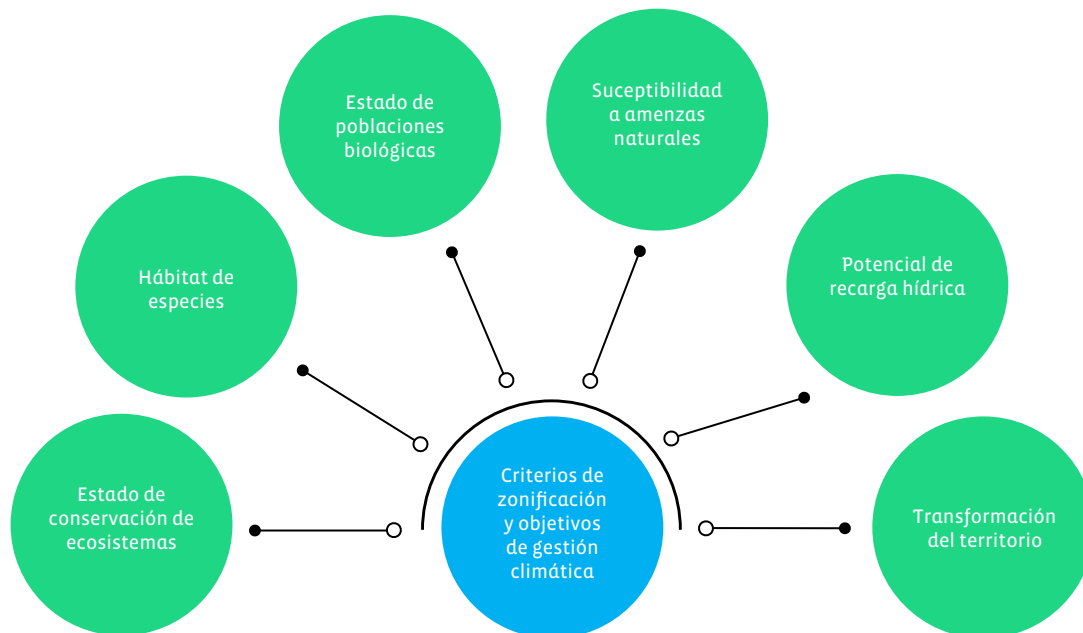 Estado de
poblaciones
biológicas
Suceptibilidad
a amenzas
naturales
Hábitat de
especies
Potencial de
recarga hídrica
Estado de
conservación de
ecosistemas
Criterios de
zonificación
y objetivos
de gestión
climática
Transformación
del territorio